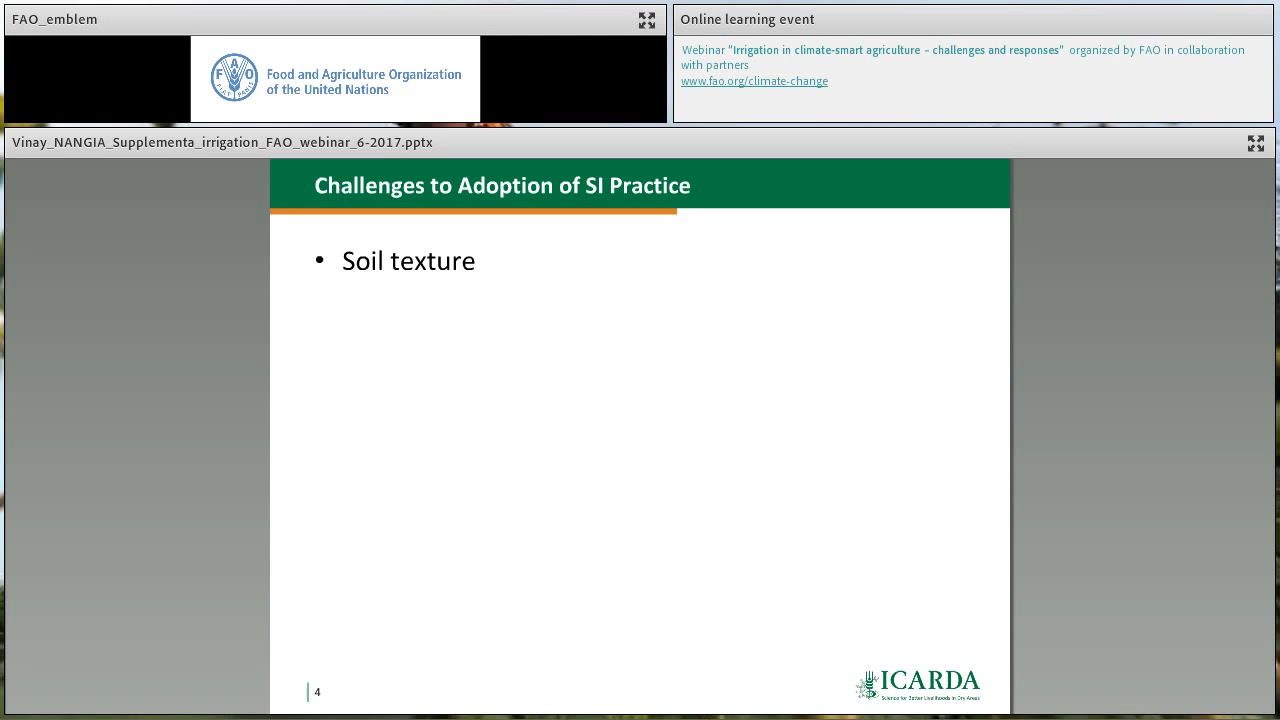 FAO_emblem
Food and Agriculture Organization
of the United Nations
Online learning event
Webinar "Irrigation in climate-smart agriculture – challenges and responses" organized by FAO in collaboration
with partners
www.fao.org/climate-change
Vinay_NANGIA_Supplementa_irrigation_FAO_webinar_6-2017.pptx
Challenges to Adoption of SI Practice
• Soil texture
4
ICARDA
Science for Better Livelihoods in Dry Areas